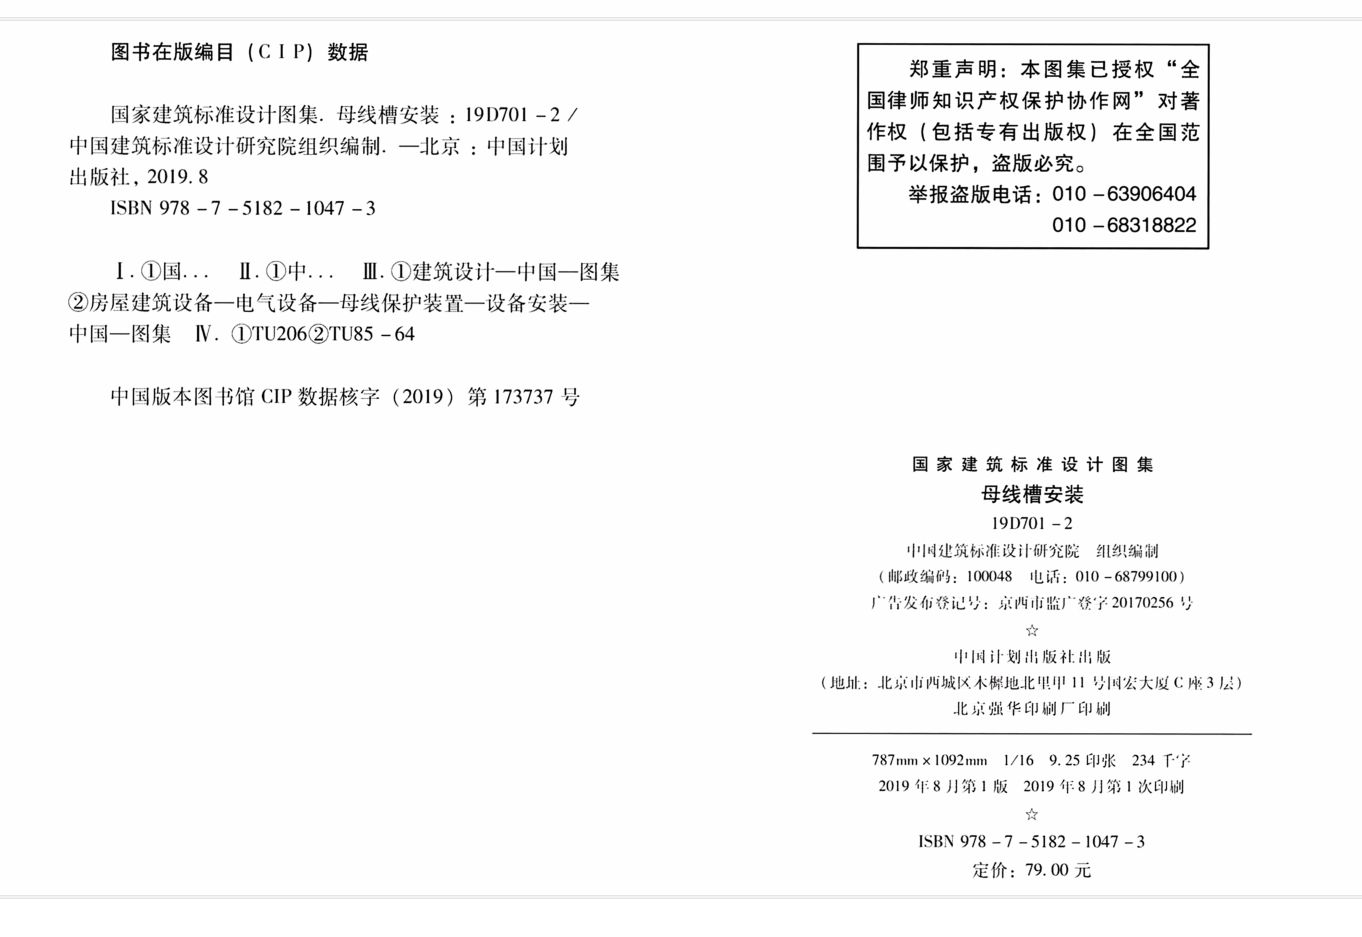 图书在版编目（CIP）数据
国家建筑标准设计图集. 母线槽安装 : 19D701-2 /
中国建筑标准设计研究院组织编制. —北京 : 中国计划
出版社, 2019.8
ISBN 978-7-5182-1047-3
Ⅰ. ①国... Ⅱ. ①中... Ⅲ. ①建筑设计—中国—图集
②房屋建筑设备—电气设备—母线保护装置—设备安装—
中国—图集 Ⅳ. ①TU206②TU85-64
中国版本图书馆 CIP 数据核字（2019）第 173737 号
郑重声明：本图集已授权“全
国律师知识产权保护协作网”对著
作权（包括专有出版权）在全国范
围予以保护，盗版必究。
举报盗版电话：010-63906404
010-68318822
国家建筑标准设计图集
母线槽安装
19D701-2
中国建筑标准设计研究院 组织编制
（邮政编码：100048 电话：010-68799100）
广告发布登记号：京西市监广登字 20170256 号
☆
中国计划出版社出版
（地址：北京市西城区木樨地北里甲 11 号国宏大厦 C 座 3 层）
北京强华印刷厂印刷
787mm×1092mm 1/16 9.25 印张 234 千字
2019 年 8 月第 1 版 2019 年 8 月第 1 次印刷
☆
ISBN 978-7-5182-1047-3
定价：79.00 元